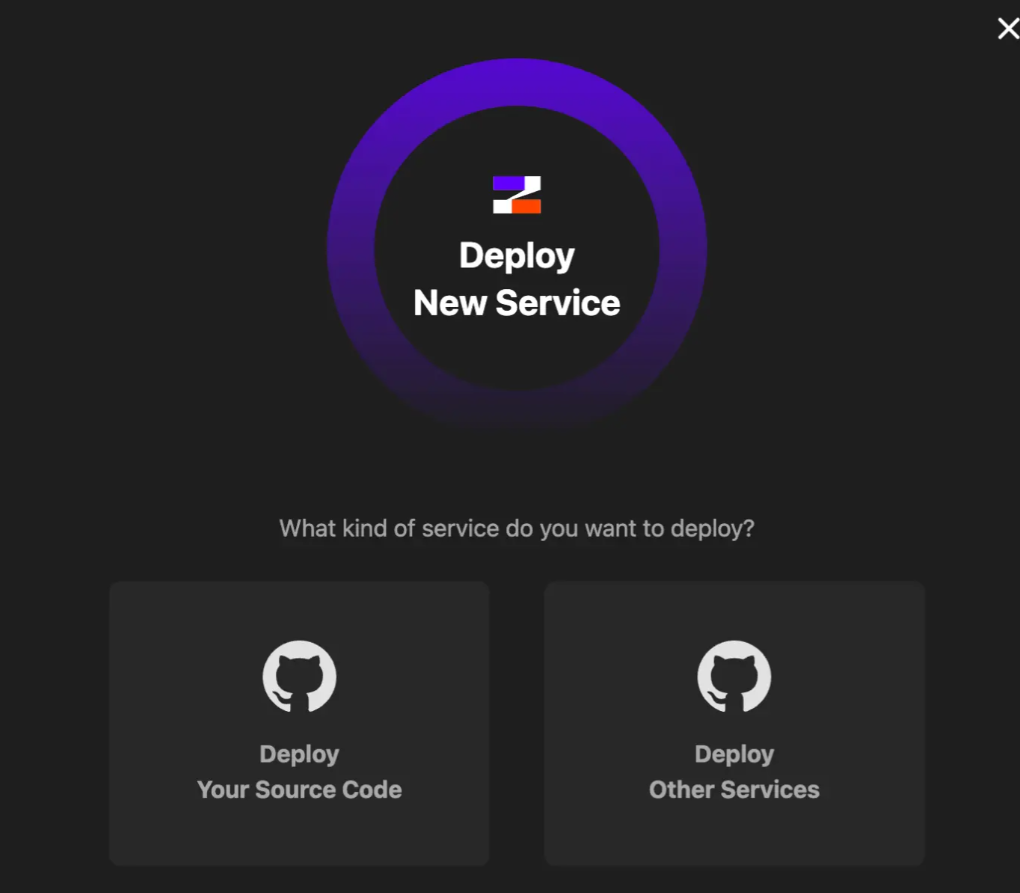 Deploy
New Service
What kind of service do you want to deploy?
Deploy
Your Source Code
Deploy
Other Services